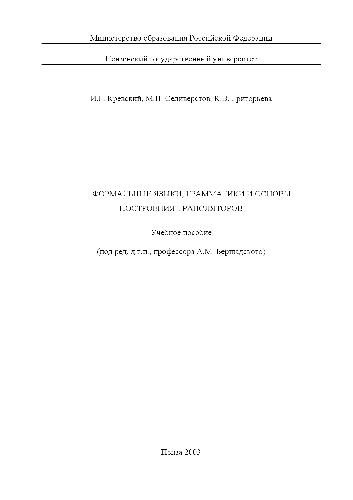 Министерство образования Российской Федерации
Пензенский государственный университет
И.Г. Кревский, М.Н. Селиверстов, К.В. Григорьева
ФОРМАЛЬНЫЕ ЯЗЫКИ, ГРАММАТИКИ И ОСНОВЫ
ПОСТРОЕНИЯ ТРАНСЛЯТОРОВ
Учебное пособие
(под ред. д.т.н., профессора А.М. Бершадского)
Пенза 2003